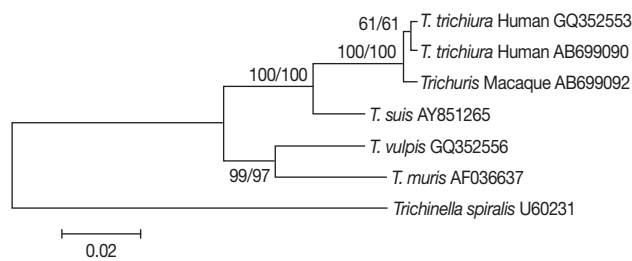 61/61
T. trichiura Human GQ352553
100/100
T. trichiura Human AB699090
100/100
Trichuris Macaque AB699092
T. suis AY851265
T. vulpis GQ352556
99/97
T. muris AF036637
Trichinella spiralis U60231
0.02